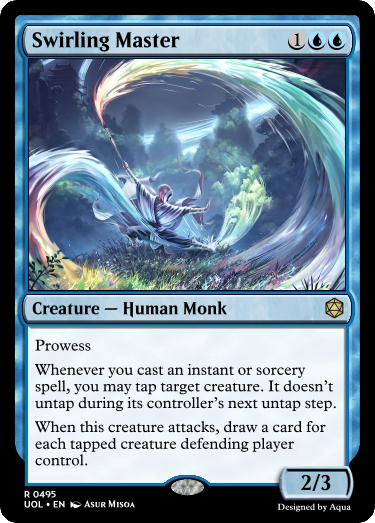 Swirling Master 1
Creature — Human Monk
Prowess
Whenever you cast an instant or sorcery
spell, you may tap target creature. It doesn't
untap during its controller's next untap step.
When this creature attacks, draw a card for
each tapped creature defending player
control.
2/3
R 0495
UOL • EN Asur Misoa
Designed by Aqua